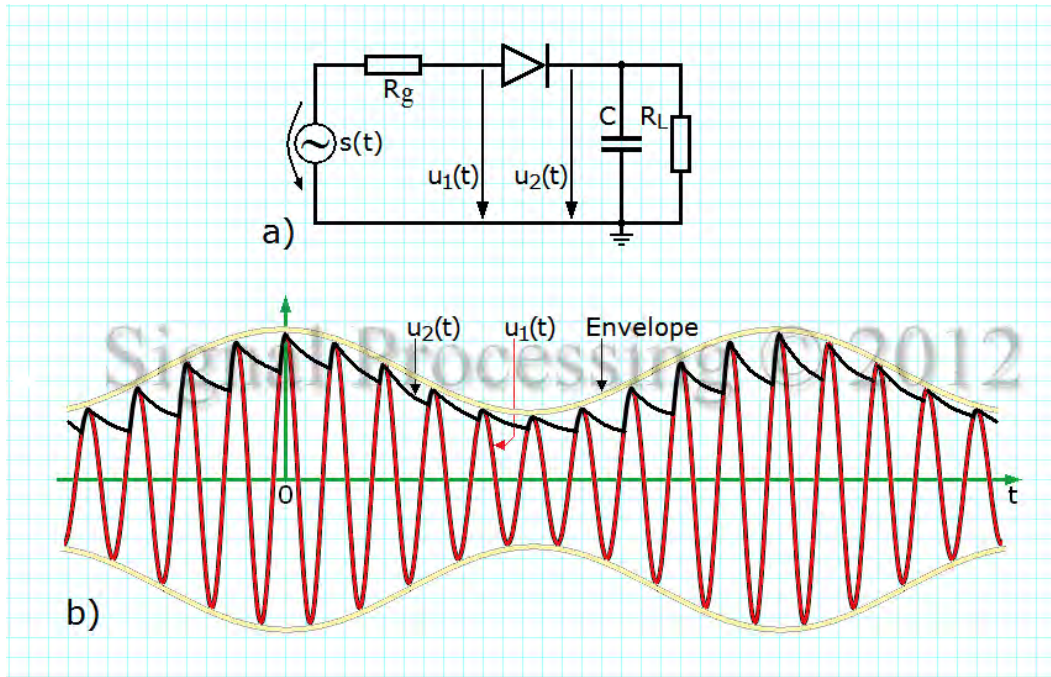 Rg
C
RL
s(t)
u1(t)
u2(t)
a)
u2(t)
u1(t)
Envelope
Signal Processing © 2012
0
t
b)